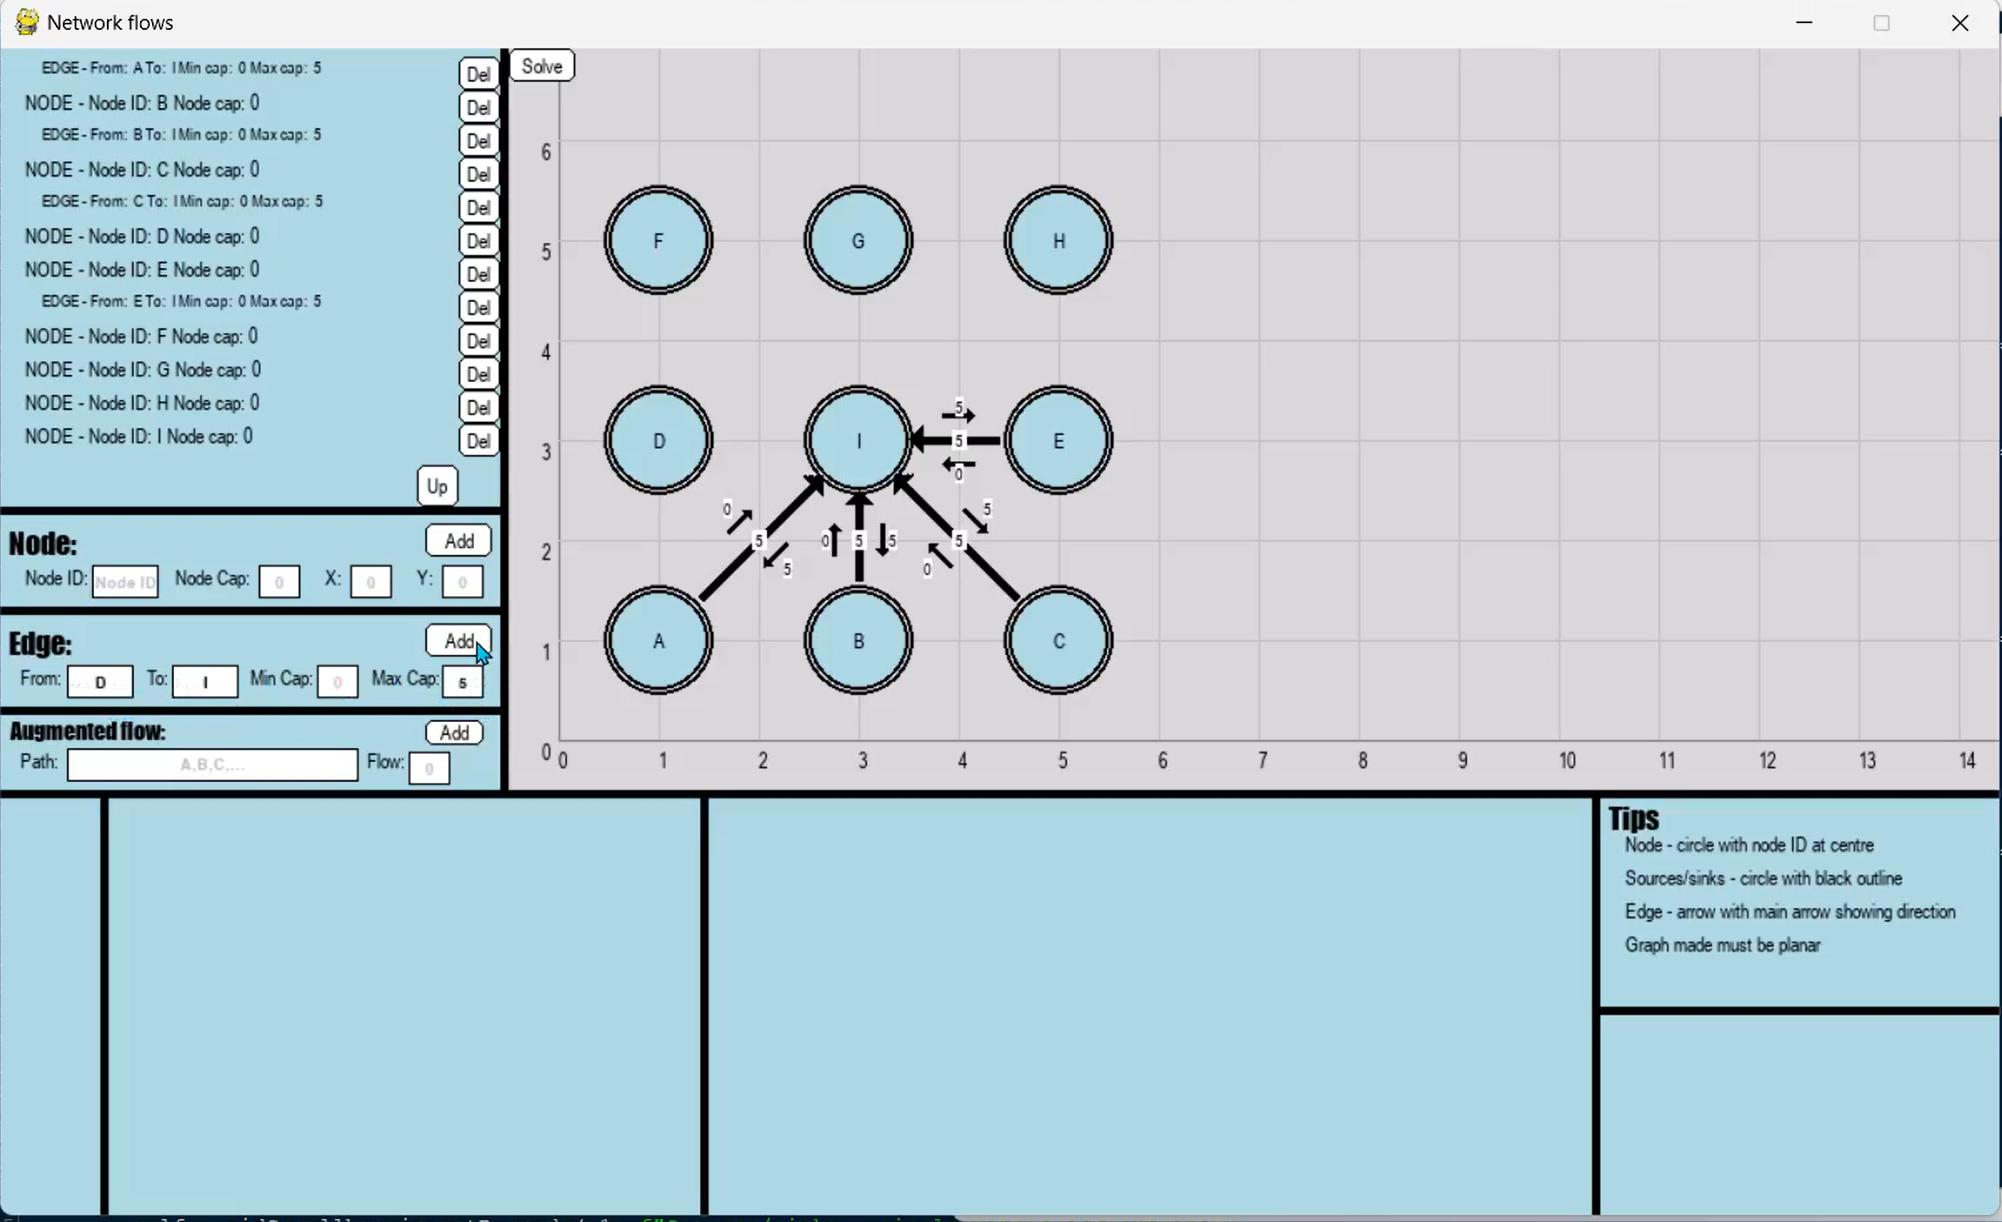 Network flows
EDGE - From: A To: I Min cap: 0 Max cap: 5 Del
NODE - Node ID: B Node cap: 0 Del
EDGE - From: B To: I Min cap: 0 Max cap: 5 Del
NODE - Node ID: C Node cap: 0 Del
EDGE - From: C To: I Min cap: 0 Max cap: 5 Del
NODE - Node ID: D Node cap: 0 Del
NODE - Node ID: E Node cap: 0 Del
EDGE - From: E To: I Min cap: 0 Max cap: 5 Del
NODE - Node ID: F Node cap: 0 Del
NODE - Node ID: G Node cap: 0 Del
NODE - Node ID: H Node cap: 0 Del
NODE - Node ID: I Node cap: 0 Del
Up
Node: Add
Node ID: Node ID Node Cap: 0 X: 0 Y: 0
Edge: Add
From: D To: I Min Cap: 0 Max Cap: 5
Augmented flow: Add
Path: A,B,C,... Flow: 0
Solve
6
F G H
5
4
5
D I 5 E
3
0
0 5
2
5 0 5 5 5
5 0
A B C
1
0
0 1 2 3 4 5 6 7 8 9 10 11 12 13 14
Tips
Node - circle with node ID at centre
Sources/sinks - circle with black outline
Edge - arrow with main arrow showing direction
Graph made must be planar